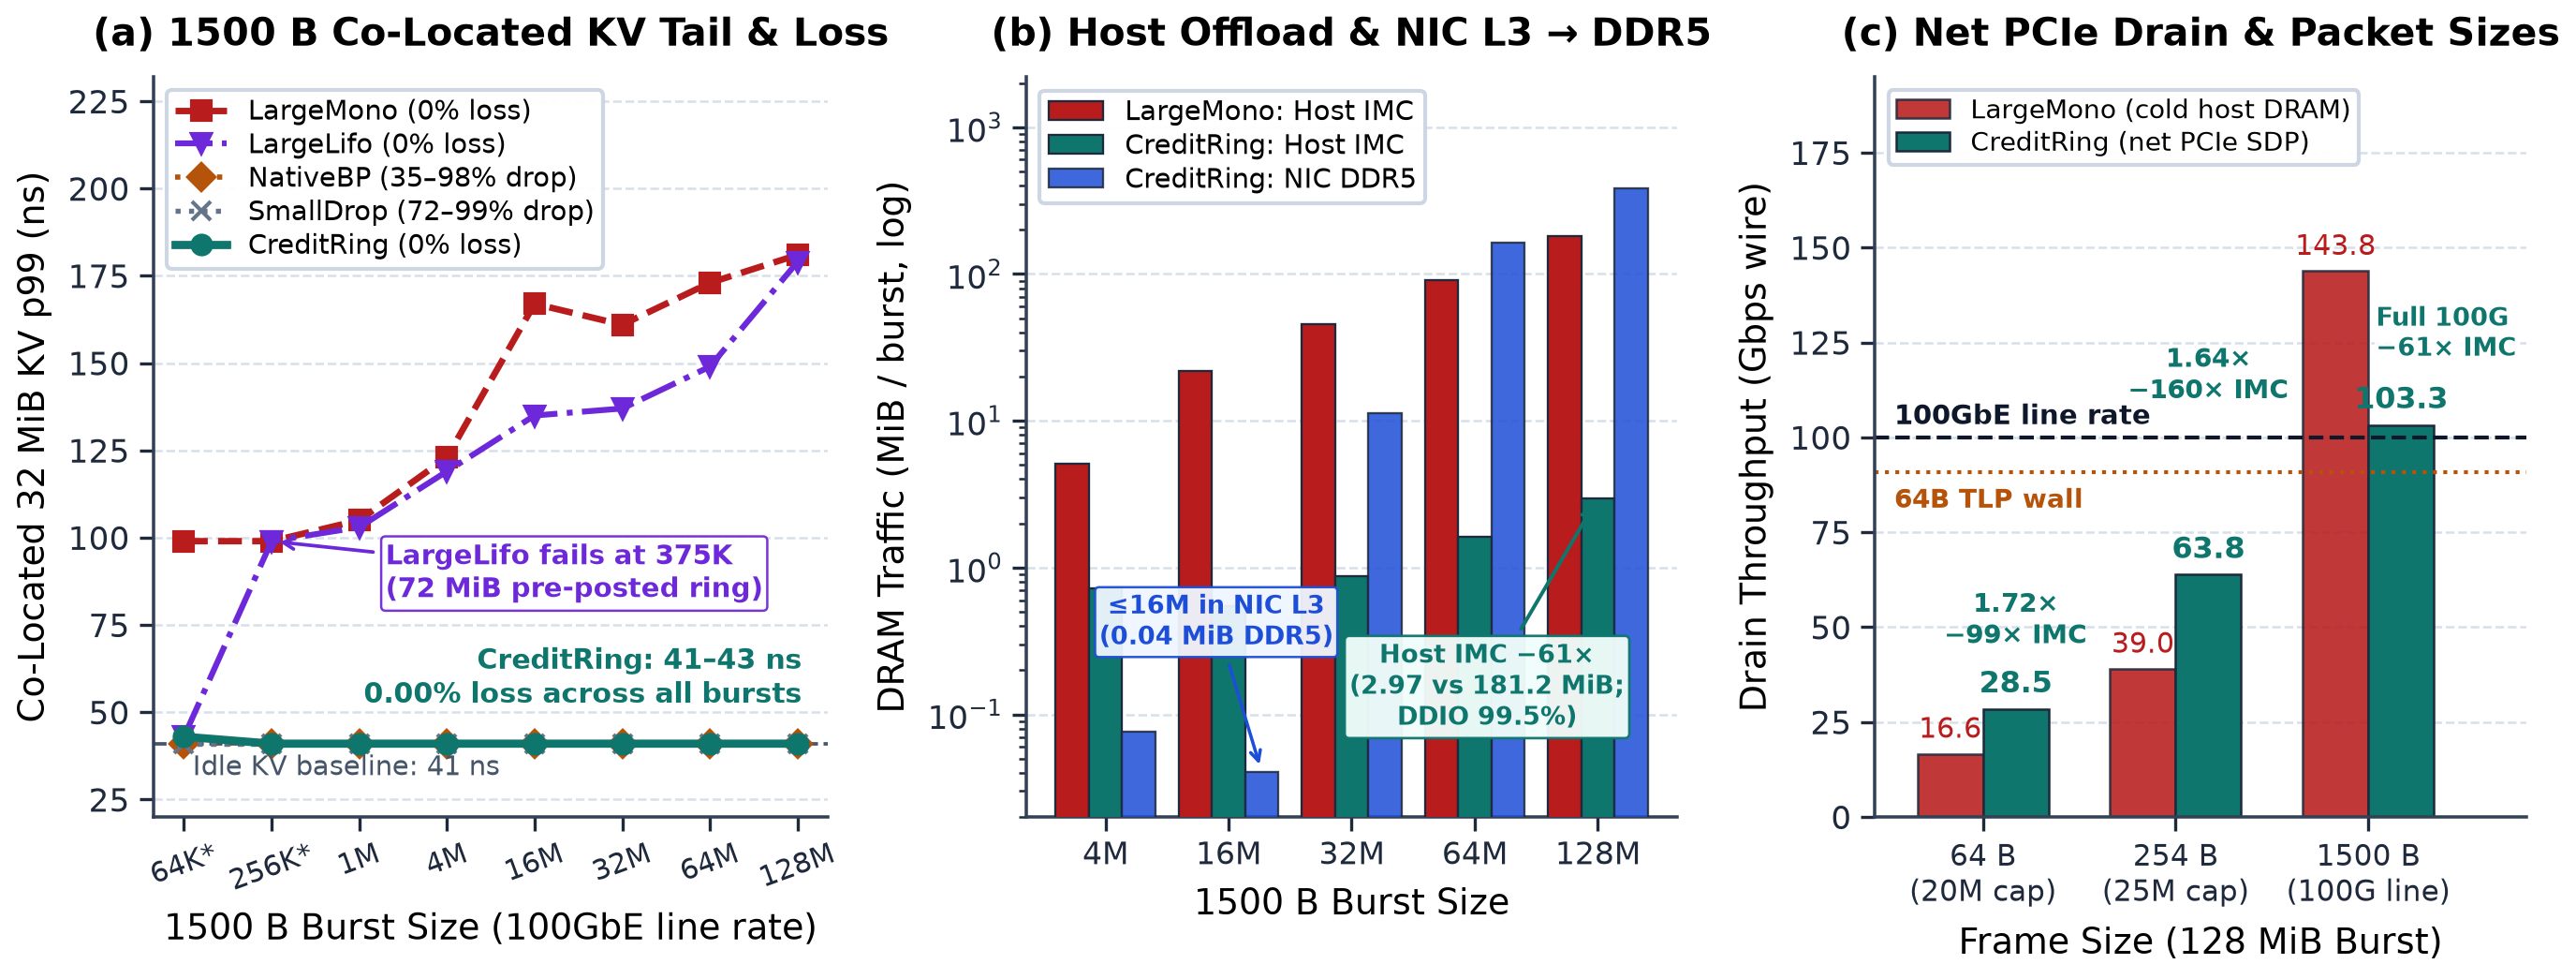 (a) 1500 B Co-Located KV Tail & Loss
Co-Located 32 MiB KV p99 (ns)
225
200
175
150
125
100
75
50
25
LargeMono (0% loss)
LargeLifo (0% loss)
NativeBP (35–98% drop)
SmallDrop (72–99% drop)
CreditRing (0% loss)
LargeLifo fails at 375K
(72 MiB pre-posted ring)
CreditRing: 41–43 ns
0.00% loss across all bursts
Idle KV baseline: 41 ns
64K*
256K*
1M
4M
16M
32M
64M
128M
1500 B Burst Size (100GbE line rate)
(b) Host Offload & NIC L3 → DDR5
DRAM Traffic (MiB / burst, log)
10³
10²
10¹
10⁰
10⁻¹
LargeMono: Host IMC
CreditRing: Host IMC
CreditRing: NIC DDR5
≤16M in NIC L3
(0.04 MiB DDR5)
Host IMC −61×
(2.97 vs 181.2 MiB;
DDIO 99.5%)
4M
16M
32M
64M
128M
1500 B Burst Size
(c) Net PCIe Drain & Packet Sizes
Drain Throughput (Gbps wire)
175
150
125
100
75
50
25
0
LargeMono (cold host DRAM)
CreditRing (net PCIe SDP)
143.8
Full 100G
−61× IMC
1.64×
−160× IMC
103.3
100GbE line rate
64B TLP wall
63.8
1.72×
−99× IMC
39.0
28.5
16.6
64 B
(20M cap)
254 B
(25M cap)
1500 B
(100G line)
Frame Size (128 MiB Burst)